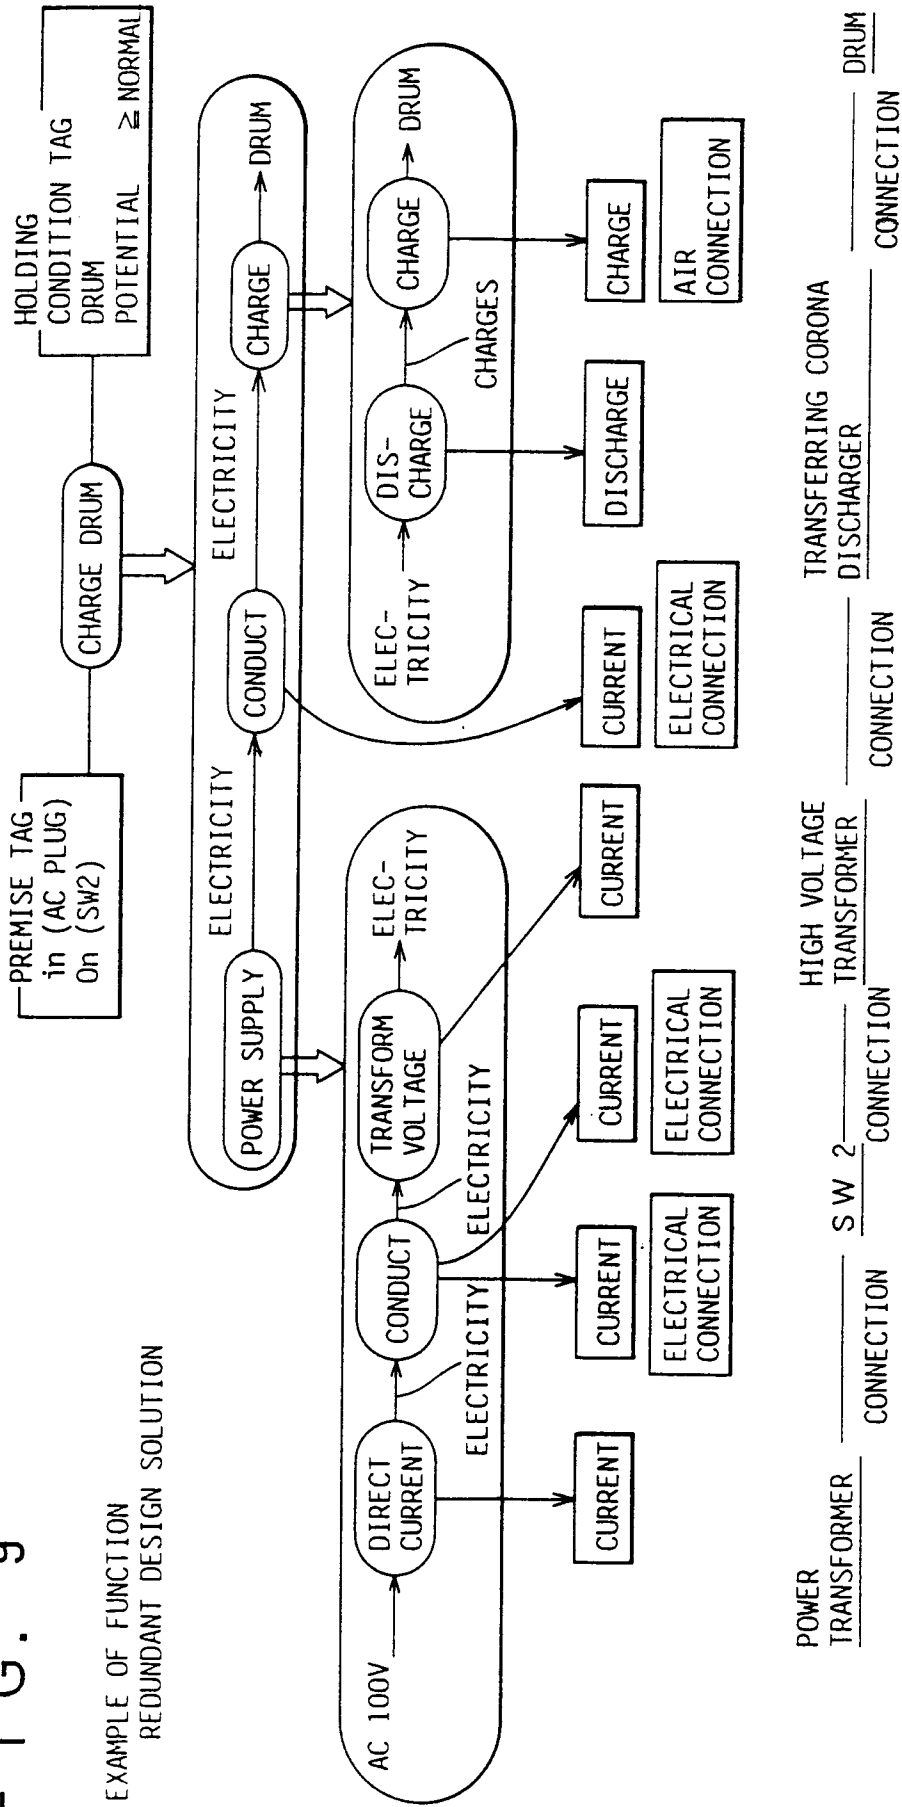 FIG. 9
EXAMPLE OF FUNCTION
REDUNDANT DESIGN SOLUTION
PREMISE TAG
in (AC PLUG)
On (SW2)
CHARGE DRUM
HOLDING
CONDITION TAG
DRUM
POTENTIAL ≧ NORMAL
POWER SUPPLY
ELECTRICITY
CONDUCT
ELECTRICITY
CHARGE
DRUM
AC 100V
DIRECT
CURRENT
ELECTRICITY
CONDUCT
ELECTRICITY
TRANSFORM
VOLTAGE
ELEC-
TRICITY
ELEC-
TRICITY
DIS-
CHARGE
CHARGES
CHARGE
DRUM
CURRENT
CURRENT
ELECTRICAL
CONNECTION
CURRENT
ELECTRICAL
CONNECTION
CURRENT
CURRENT
ELECTRICAL
CONNECTION
DISCHARGE
CHARGE
AIR
CONNECTION
POWER
TRANSFORMER
CONNECTION
SW 2
CONNECTION
HIGH VOLTAGE
TRANSFORMER
CONNECTION
TRANSFERRING CORONA
DISCHARGER
CONNECTION
DRUM